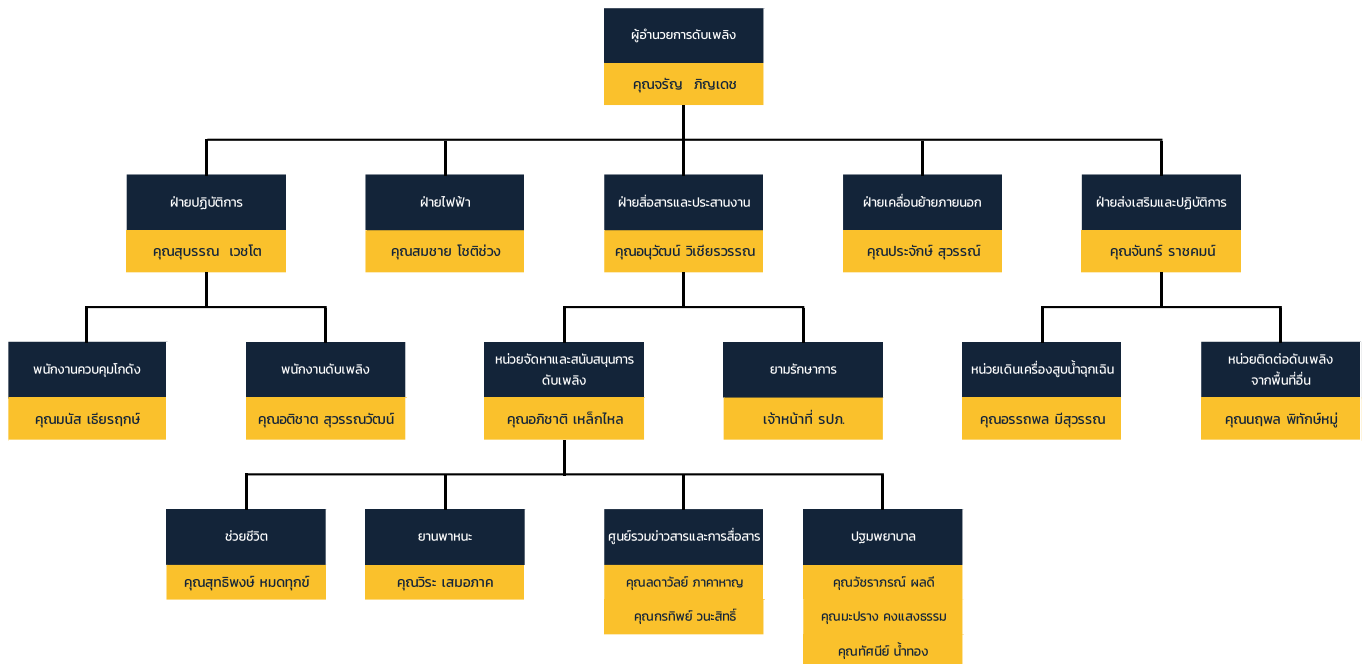 ผู้อำนวยการดับเพลิง
คุณจรัญ ภิญเดช
ฝ่ายปฏิบัติการ
คุณสุบรรณ เวชโต
ฝ่ายไฟฟ้า
คุณสมชาย โชติช่วง
ฝ่ายสื่อสารและประสานงาน
คุณอนุวัฒน์ วิเชียรวรรณ
ฝ่ายเคลื่อนย้ายภายนอก
คุณประจักษ์ สุวรรณ์
ฝ่ายส่งเสริมและปฏิบัติการ
คุณจันทร์ ราชคมน์
พนักงานควบคุมโกดัง
คุณมนัส เธียรฤกษ์
พนักงานดับเพลิง
คุณอติชาต สุวรรณวัฒน์
หน่วยจัดหาและสนับสนุนการ
ดับเพลิง
คุณอภิชาติ เหล็กไหล
ยามรักษาการ
เจ้าหน้าที่ รปภ.
หน่วยเดินเครื่องสูบน้ำฉุกเฉิน
คุณอรรถพล มีสุวรรณ
หน่วยติดต่อดับเพลิง
จากพื้นที่อื่น
คุณนฤพล พิทักษ์หมู่
ช่วยชีวิต
คุณสุทธิพงษ์ หมดทุกข์
ยานพาหนะ
คุณวิระ เสมอภาค
ศูนย์รวมข่าวสารและการสื่อสาร
คุณลดาวัลย์ ภาคาหาญ
คุณกรทิพย์ วนะสิทธิ์
ปฐมพยาบาล
คุณวัชราภรณ์ ผลดี
คุณมะปราง คงแสงธรรม
คุณทัศนีย์ น้ำทอง